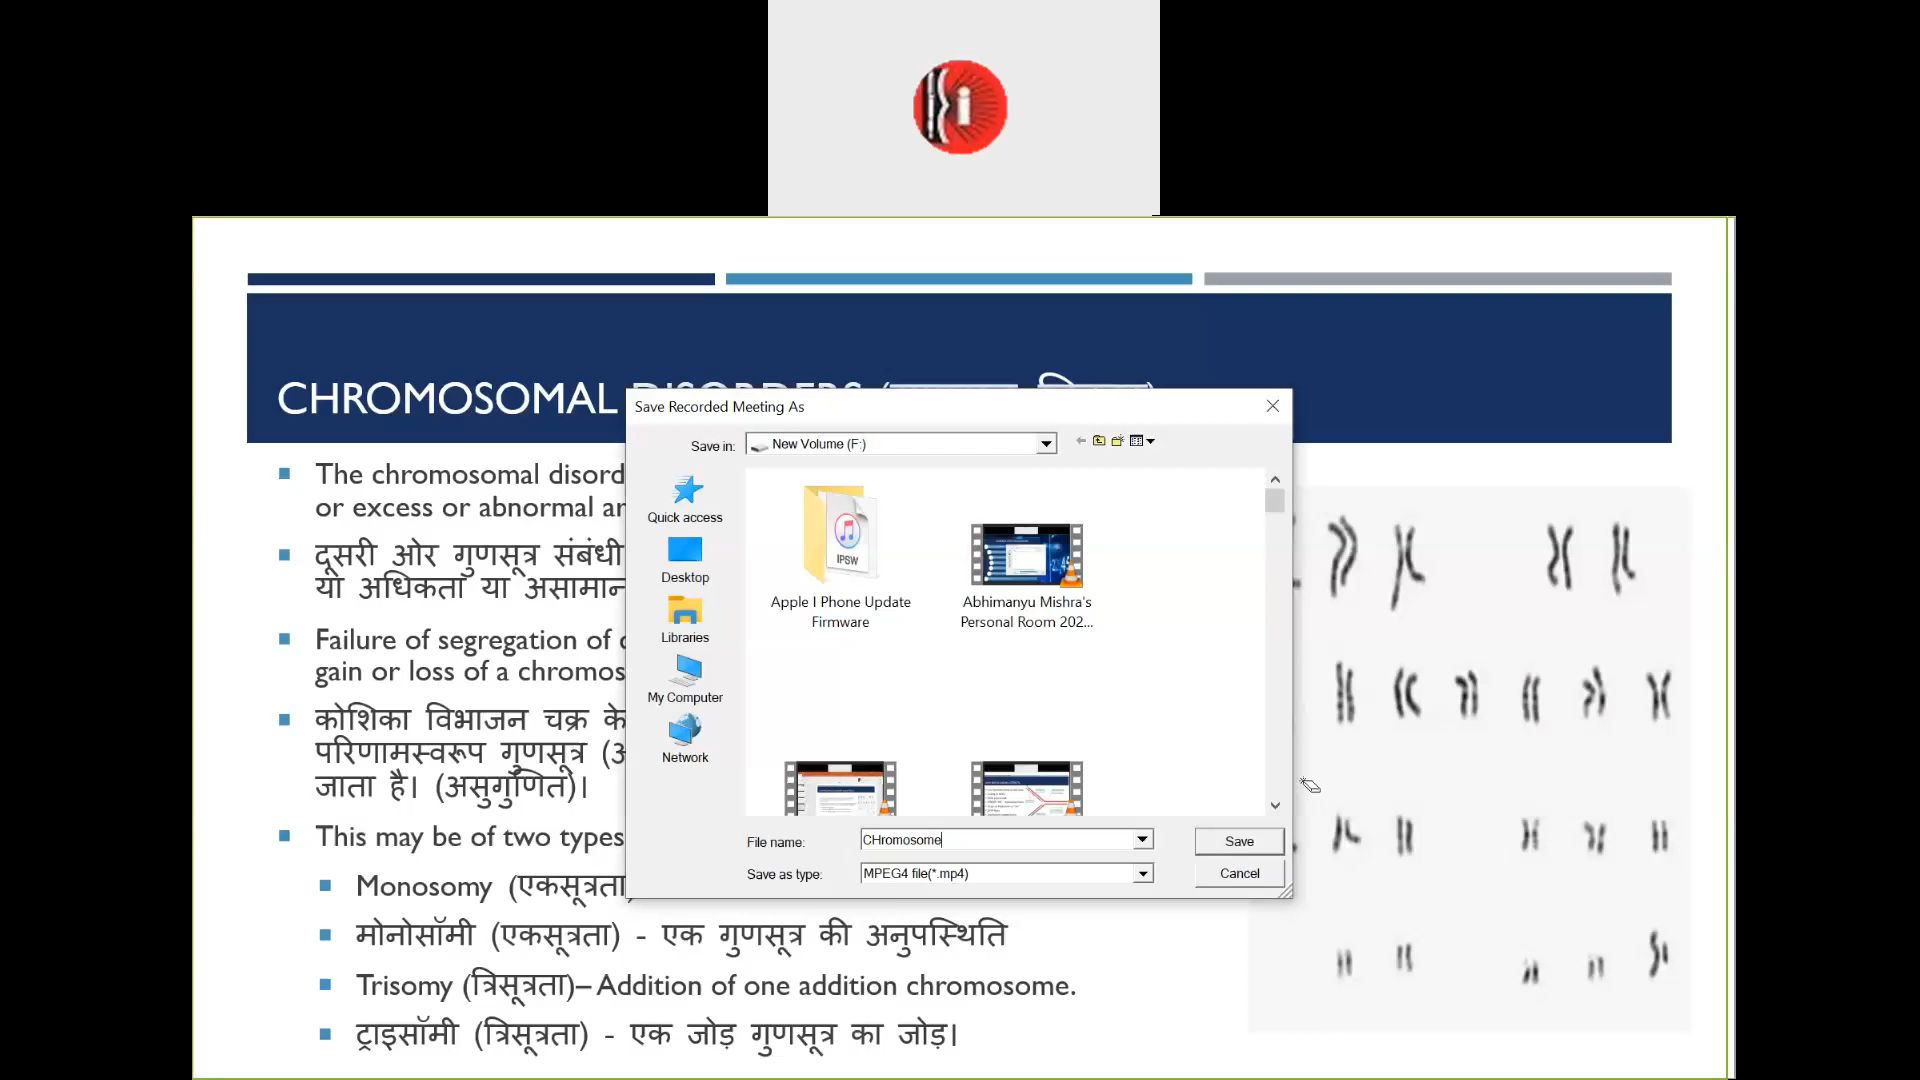 CHROMOSOMAL
Save Recorded Meeting As
Save in:
New Volume (F:)
Quick access
Desktop
Libraries
My Computer
Network
IPSW
Apple I Phone Update
Firmware
Abhimanyu Mishra's
Personal Room 202...
File name:
CHromosome
Save
Save as type:
MPEG4 file(*.mp4)
Cancel
The chromosomal disord
or excess or abnormal
दूसरी ओर गुणसूत्र संबंधी
या अधिकता या असामान
Failure of segregation of
gain or loss of a chromos
कोशिका विभाजन चक्र के
परिणामस्वरूप गुणसूत्र
जाता है। (असुगुणित)।
This may be of two types
Monosomy (एकसूत्रता)
मोनोसॉमी (एकसूत्रता) - एक गुणसूत्र की अनुपस्थिति
Trisomy (त्रिसूत्रता)– Addition of one addition chromosome.
ट्राइसॉमी (त्रिसूत्रता) - एक जोड़ गुणसूत्र का जोड़।